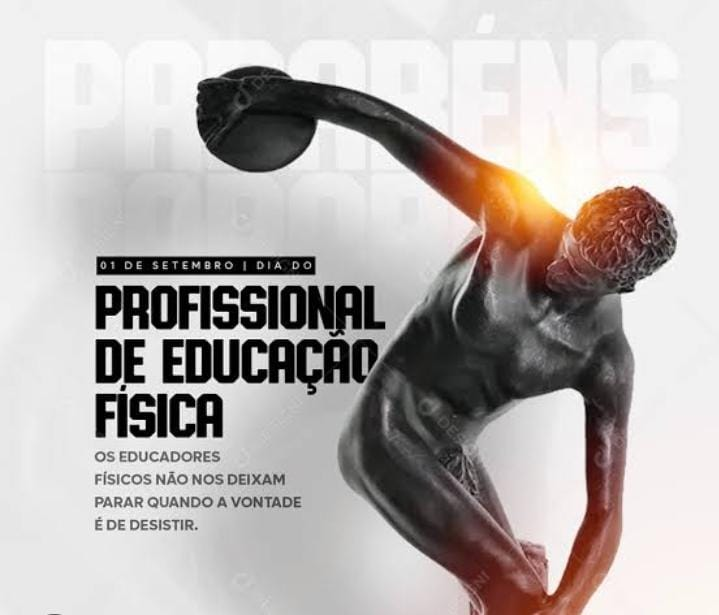 PARABÉNS
01 DE SETEMBRO | DIA DO
PROFISSIONAL
DE EDUCAÇÃO
FÍSICA
OS EDUCADORES
FÍSICOS NÃO NOS DEIXAM
PARAR QUANDO A VONTADE
É DE DESISTIR.